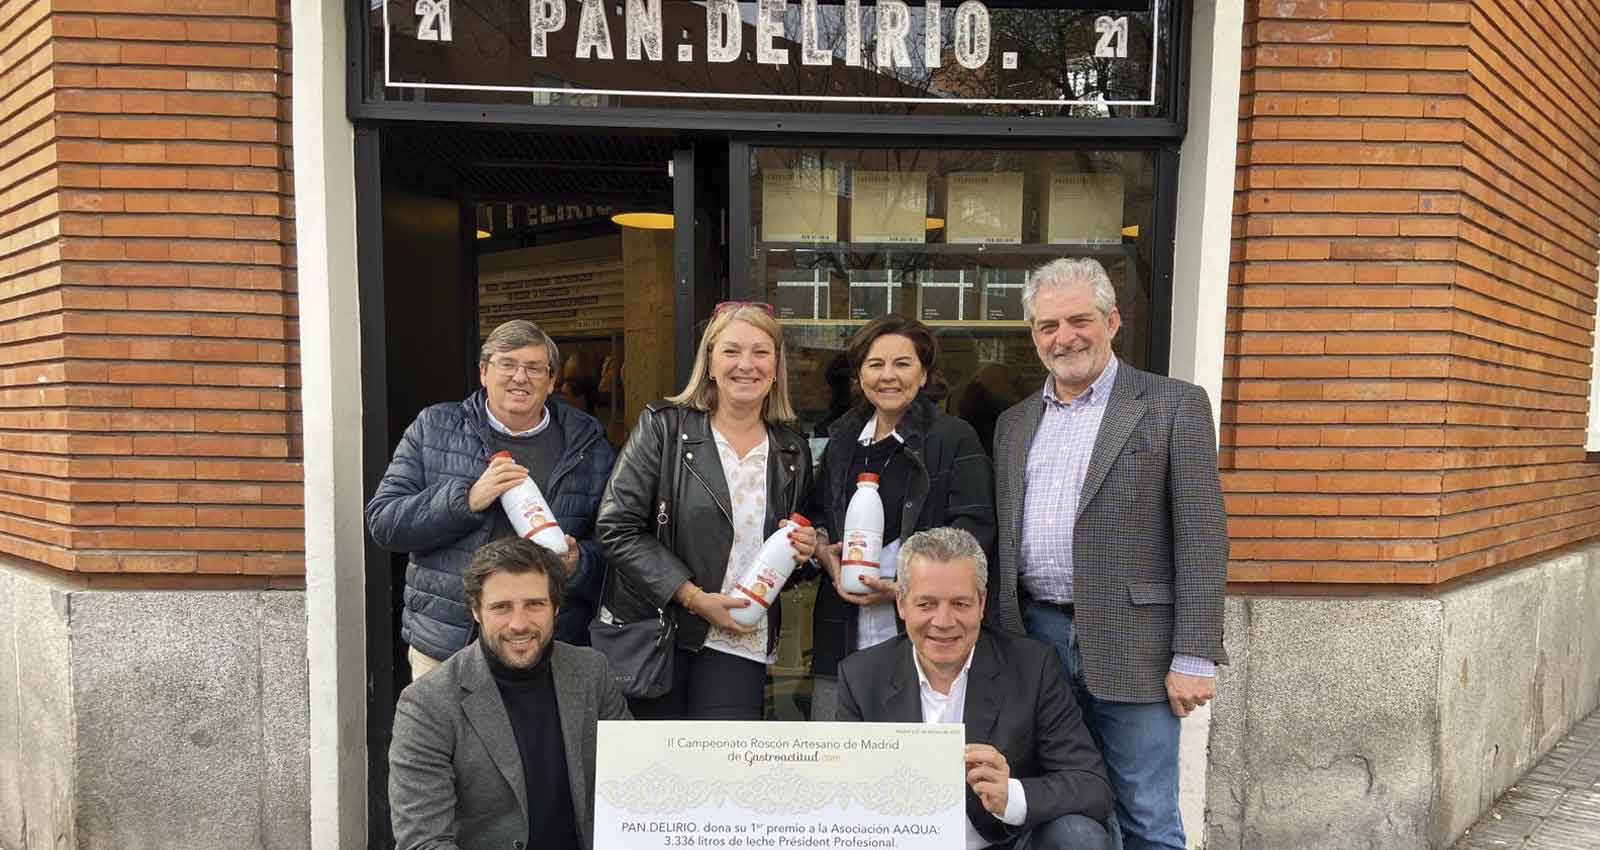 21 PAN.DELIRIO. 21
II Campeonato Roscón Artesano de Madrid
de Gastroactitud.com
PAN.DELIRIO. dona su 1er premio a la Asociación AAQUA:
3.336 litros de leche Président Profesional.